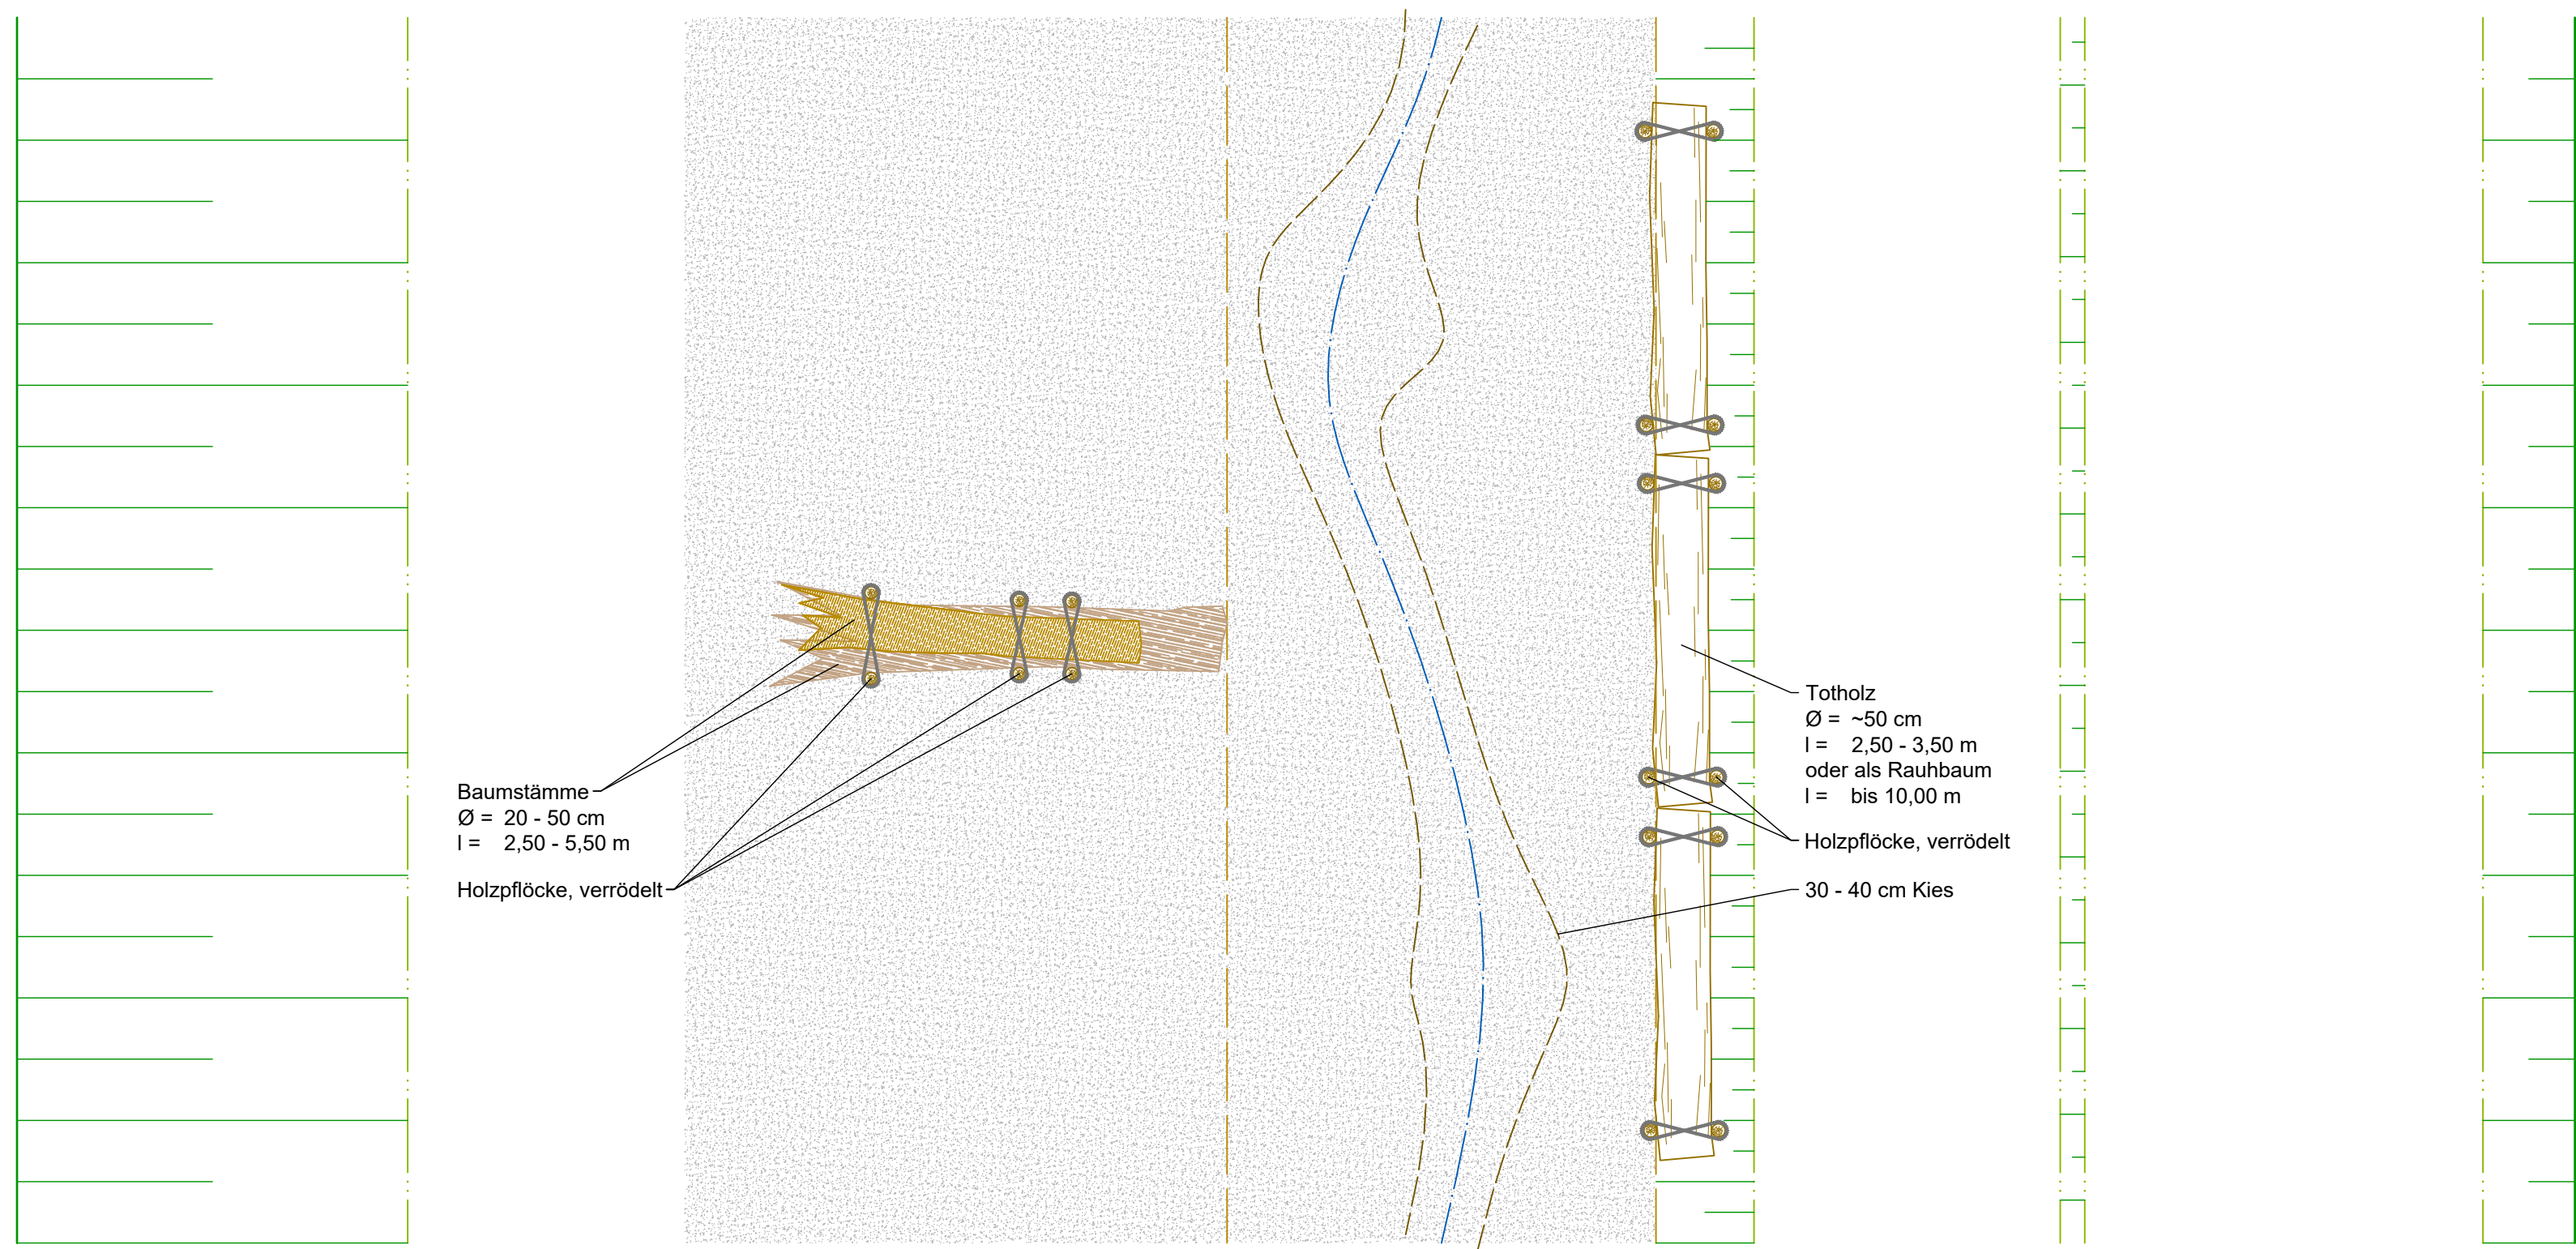 Baumstämme
Ø = 20 - 50 cm
l = 2,50 - 5,50 m
Holzpflöcke, verrödelt
Totholz
Ø = ~50 cm
l = 2,50 - 3,50 m
oder als Rauhbaum
l = bis 10,00 m
Holzpflöcke, verrödelt
30 - 40 cm Kies